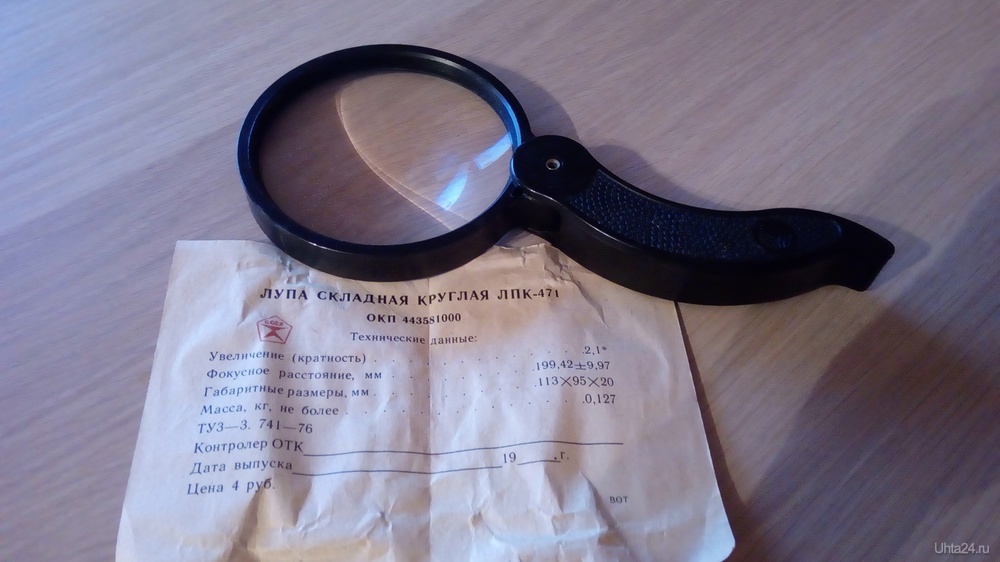 ЛУПА СКЛАДНАЯ КРУГЛАЯ ЛПК-471
ОКП 443581000
Технические данные:
Увеличение (кратность) . . . . . . . . . . .2,1*
Фокусное расстояние, мм . . . . . . . .199,42±9,97
Габаритные размеры, мм . . . . . . . . .113×95×20
Масса, кг, не более . . . . . . . . . . . .0,127
ТУЗ—3. 741—76
Контролер ОТК
Дата выпуска 19 г.
Цена 4 руб.
ВОТ
Uhta24.ru